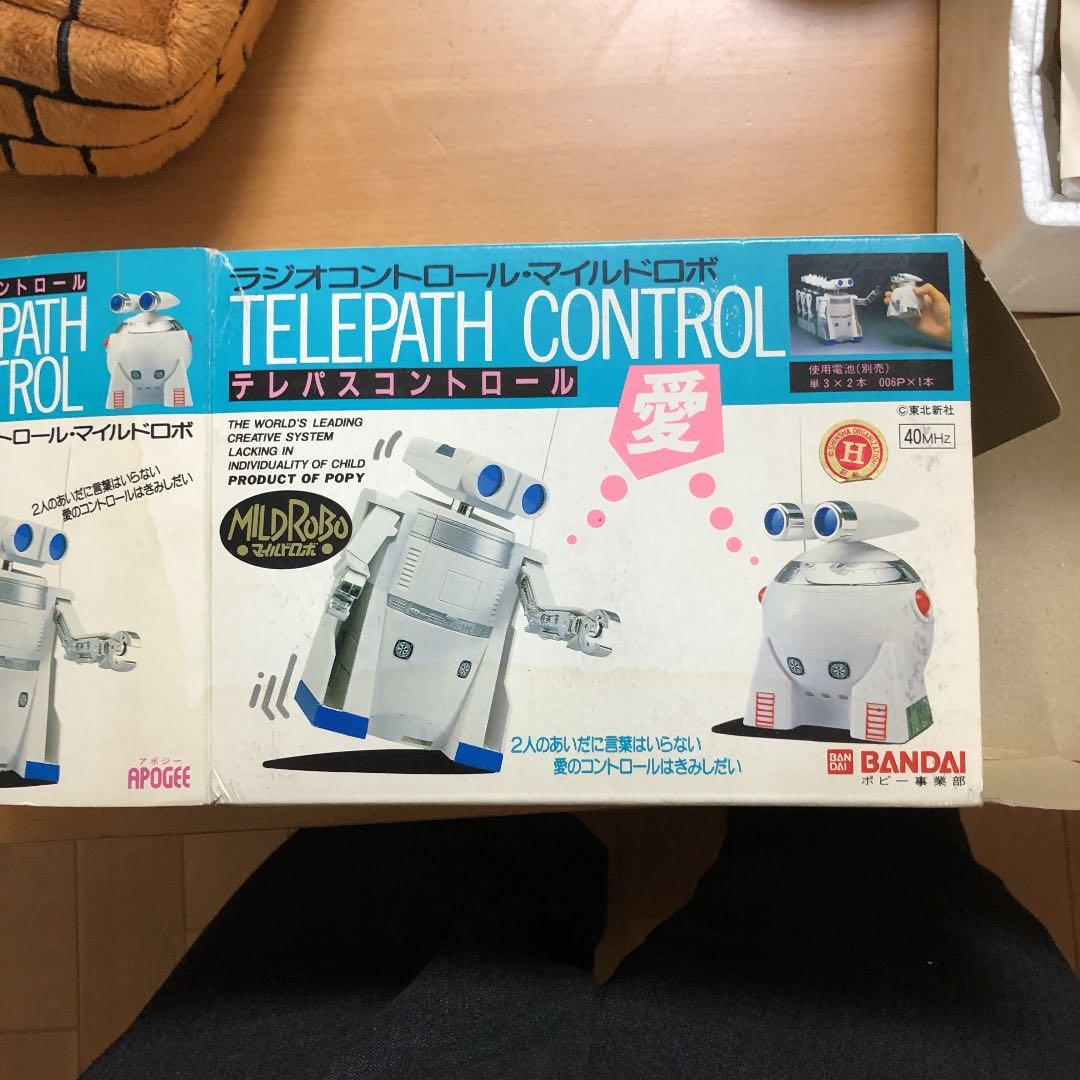 コントロール
PATH
TROL
トロール・マイルドロボ
2人のあいだに言葉はいらない
愛のコントロールはきみしだい
アポジー
APOGEE
ラジオコントロール・マイルドロボ
TELEPATH CONTROL
テレパスコントロール
使用電池(別売)
単3×2本 006P×1本
THE WORLD'S LEADING
CREATIVE SYSTEM
LACKING IN
INDIVIDUALITY OF CHILD
PRODUCT OF POPY
MILDROBO
・マイルドロボ・
愛
©東北新社
40MHz
H
2人のあいだに言葉はいらない
愛のコントロールはきみしだい
BAN
DAI
BANDAI
ポピー事業部